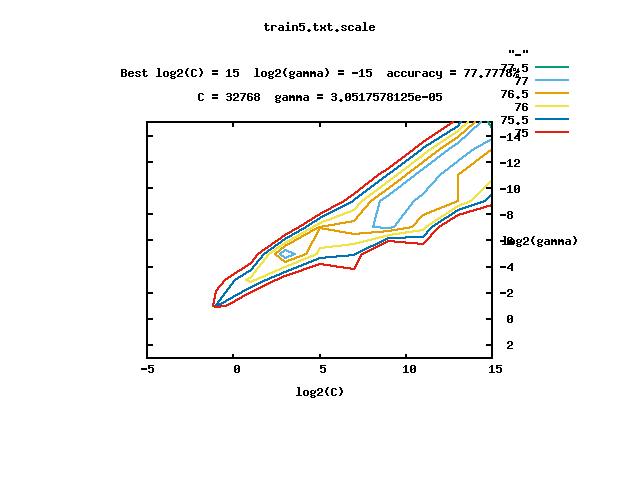 train5.txt.scale
"-"
Best log2(C) = 15  log2(gamma) = -15  accuracy = 77.7778%
77.5
77
C = 32768  gamma = 3.0517578125e-05
76.5
76
75.5
75
-14
-12
-10
-8
-6
log2(gamma)
-4
-2
0
2
-5 0 5 10 15
log2(C)